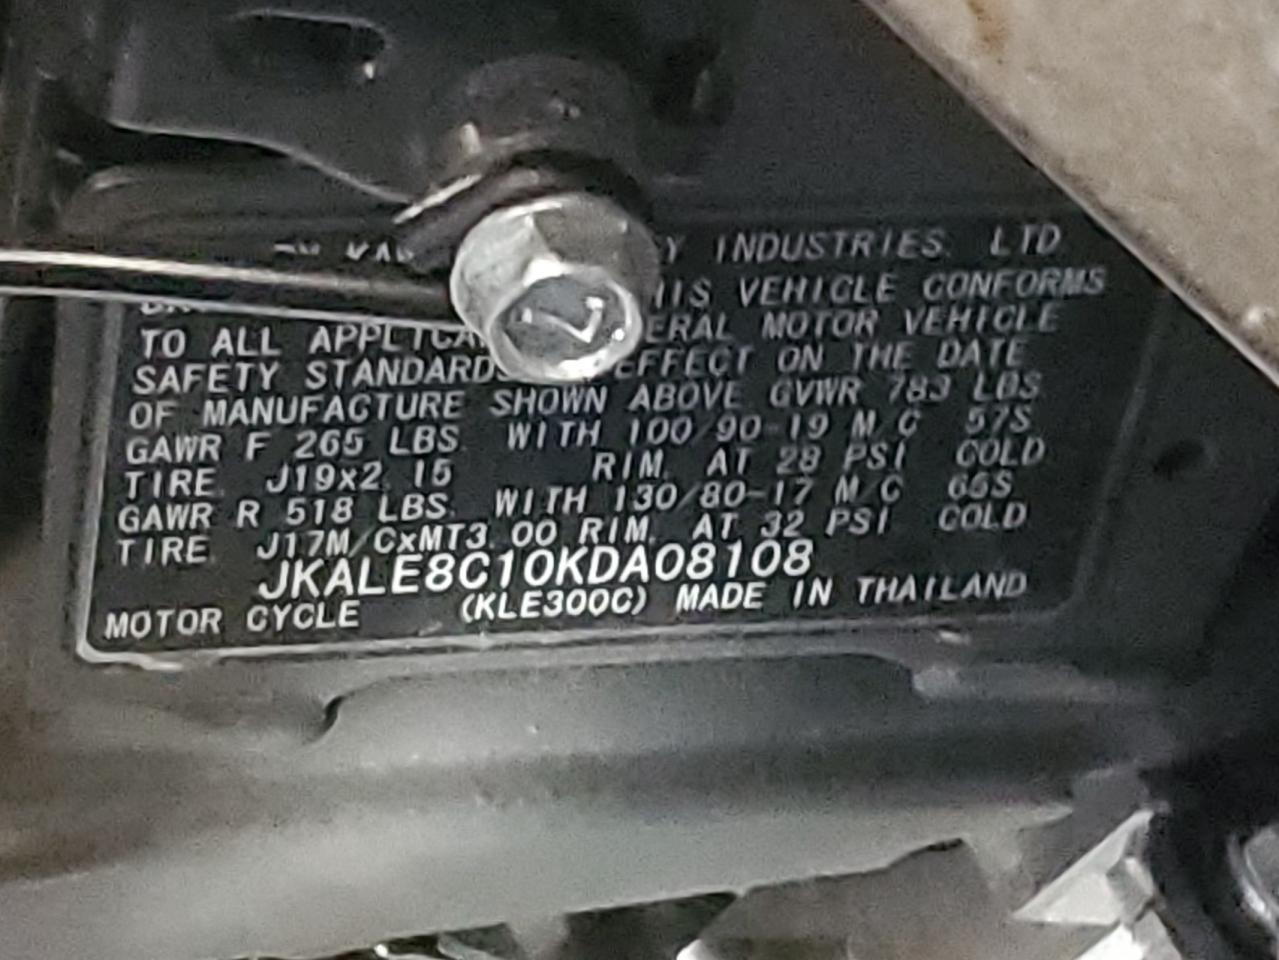 INDUSTRIES. LTD
VEHICLE CONFORMS
TO ALL MOTOR VEHICLE
SAFETY EFFECT ON THE DATE
OF MANUFACTURE SHOWN ABOVE GVWR 783 LBS
GAWR F 265 LBS. WITH 100/90-19 M/C 57S
TIRE. J19x2.15 RIM. AT 28 PSI COLD
GAWR R 518 LBS. WITH 130/80-17 M/C 65S
TIRE. J17M/CxMT3.00 RIM. AT 32 PSI COLD
JKALE8C10KDA08108
MOTOR CYCLE (KLE300C) MADE IN THAILAND